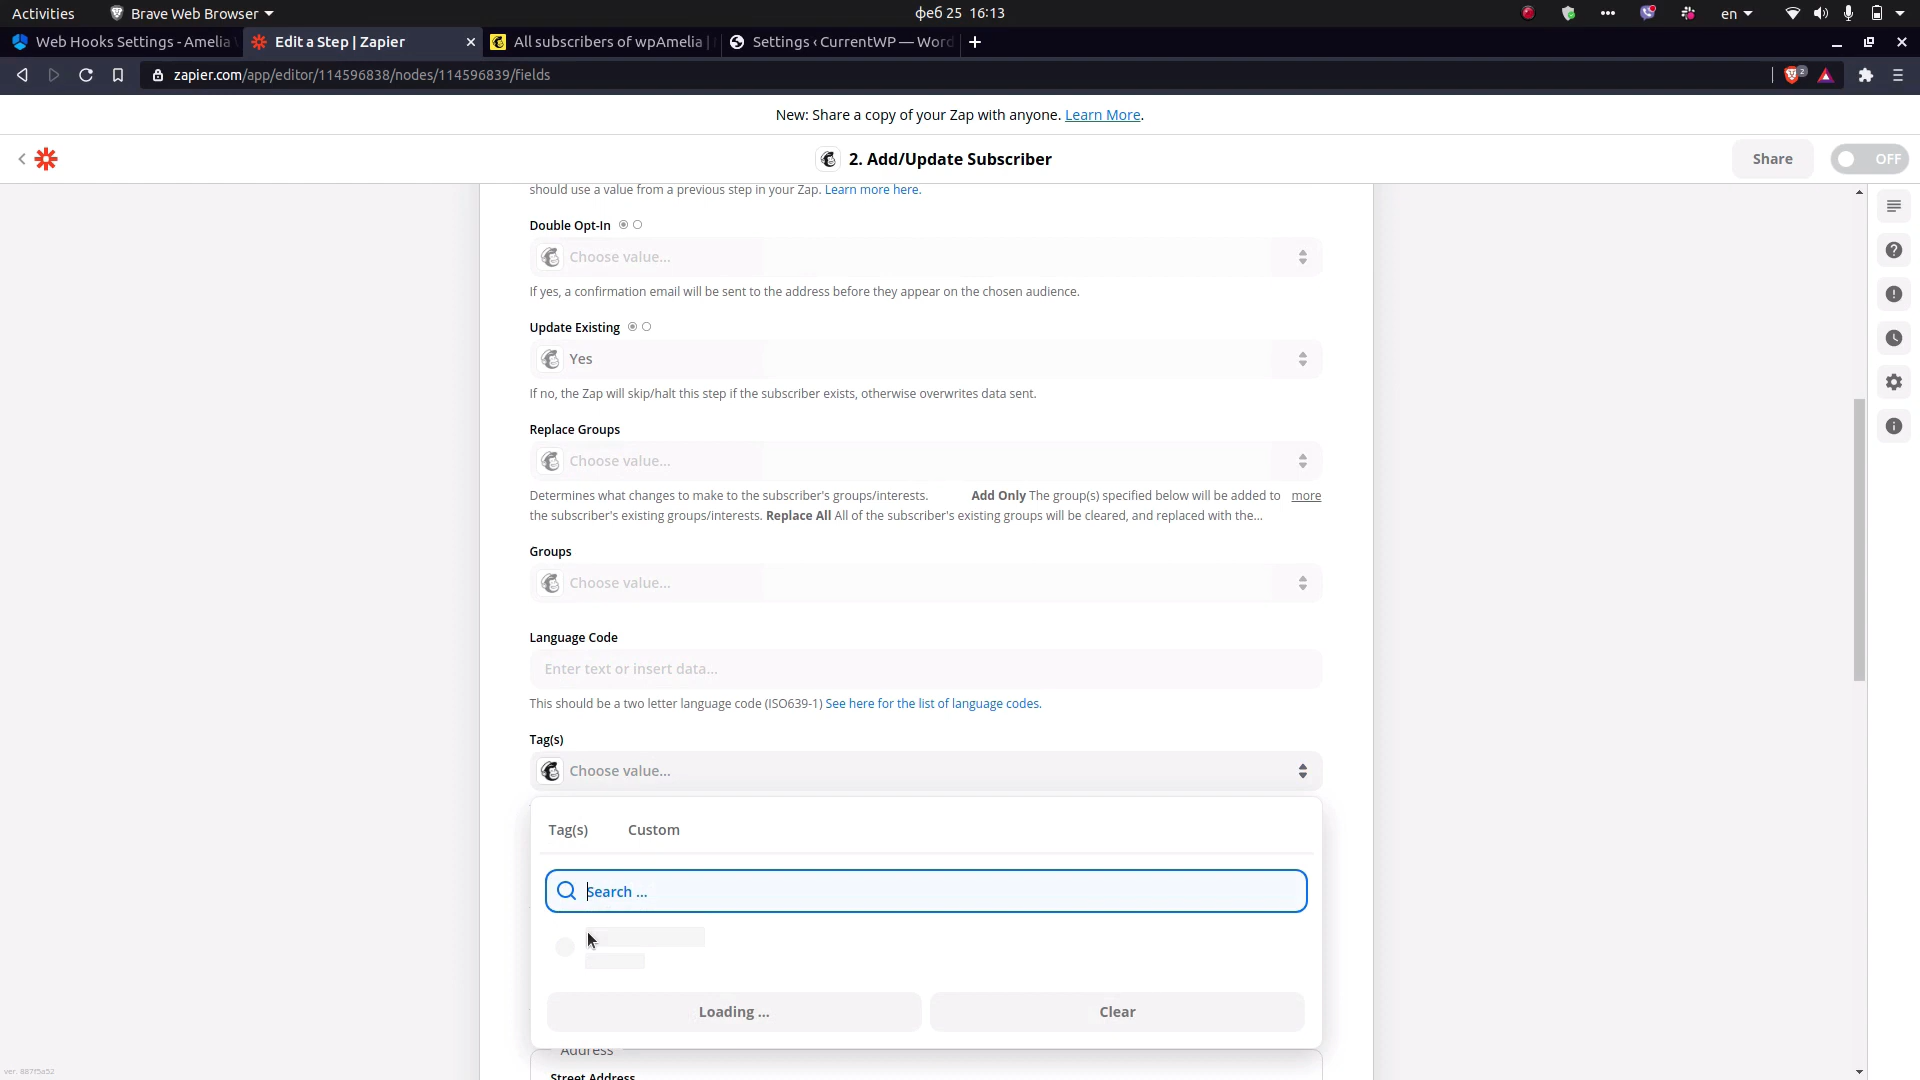 Activities
Brave Web Browser
феб 25 16:13
en
Web Hooks Settings - Amelia
Edit a Step | Zapier
All subscribers of wpAmelia |
Settings ‹ CurrentWP — Word
zapier.com/app/editor/114596838/nodes/114596839/fields
2
New: Share a copy of your Zap with anyone. Learn More.
2. Add/Update Subscriber
Share
OFF
should use a value from a previous step in your Zap. Learn more here.
Double Opt-In
Choose value...
If yes, a confirmation email will be sent to the address before they appear on the chosen audience.
Update Existing
Yes
If no, the Zap will skip/halt this step if the subscriber exists, otherwise overwrites data sent.
Replace Groups
Choose value...
Determines what changes to make to the subscriber's groups/interests. Add Only The group(s) specified below will be added to more
the subscriber's existing groups/interests. Replace All All of the subscriber's existing groups will be cleared, and replaced with the...
Groups
Choose value...
Language Code
Enter text or insert data...
This should be a two letter language code (ISO639-1) See here for the list of language codes.
Tag(s)
Choose value...
Tag(s)
Custom
Search ...
Loading ...
Clear
Address
Street Address
ver. 887f5a52